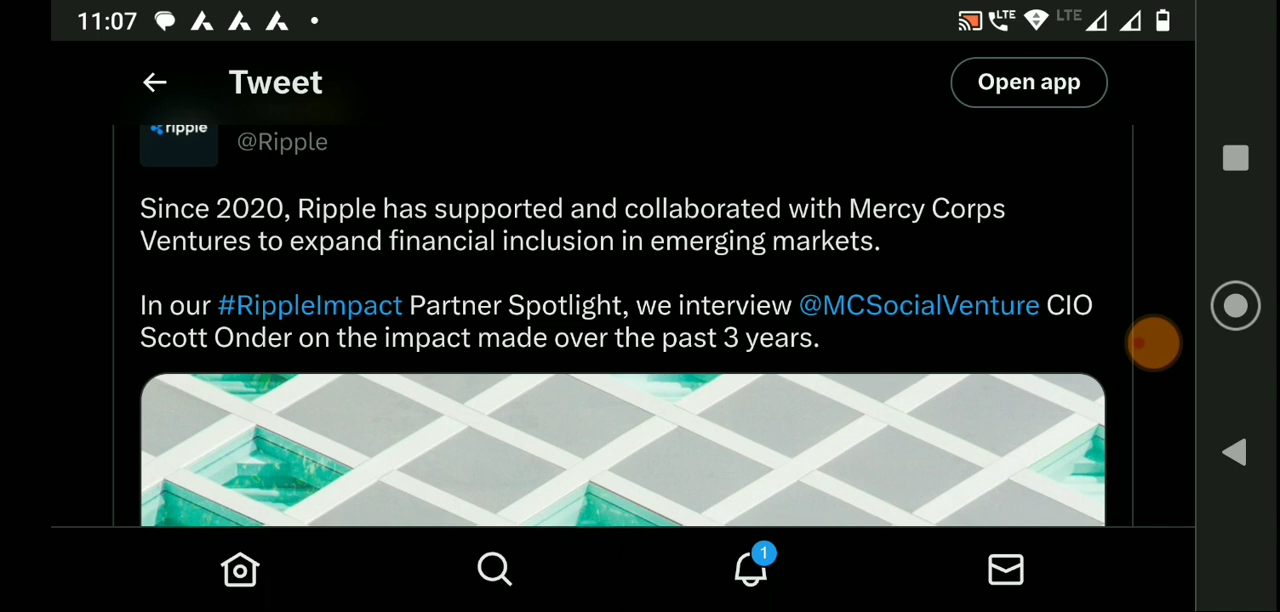 11:07
LTE
LTE
Tweet
Open app
ripple
@Ripple
Since 2020, Ripple has supported and collaborated with Mercy Corps
Ventures to expand financial inclusion in emerging markets.
In our #RippleImpact Partner Spotlight, we interview @MCSocialVenture CIO
Scott Onder on the impact made over the past 3 years.
1